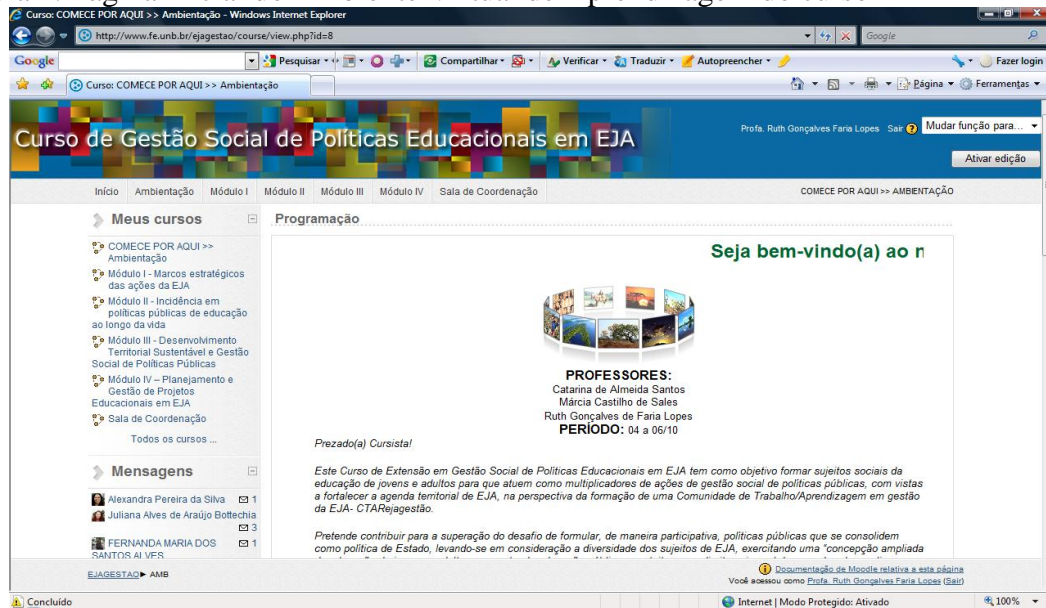 Curso: COMECE POR AQUI >> Ambientação - Windows Internet Explorer
http://www.fe.unb.br/ejagestao/course/view.php?id=8
Google
Google
Pesquisar
Compartilhar
Verificar
Traduzir
Autopreencher
Fazer login
Curso: COMECE POR AQUI >> Ambientação
Página
Ferramentas
Curso de Gestão Social de Políticas Educacionais em EJA
Profa. Ruth Gonçalves Faria Lopes Sair
Mudar função para...
Ativar edição
Início Ambientação Módulo I Módulo II Módulo III Módulo IV Sala de Coordenação
COMECE POR AQUI >> AMBIENTAÇÃO
Meus cursos
COMECE POR AQUI >>
Ambientação
Módulo I - Marcos estratégicos
das ações da EJA
Módulo II - Incidência em
políticas públicas de educação
ao longo da vida
Módulo III - Desenvolvimento
Territorial Sustentável e Gestão
Social de Políticas Públicas
Módulo IV – Planejamento e
Gestão de Projetos
Educacionais em EJA
Sala de Coordenação
Todos os cursos ...
Mensagens
Alexandra Pereira da Silva 1
Juliana Alves de Araújo Bottechia
3
FERNANDA MARIA DOS 1
SANTOS ALVES
Programação
Seja bem-vindo(a) ao n
PROFESSORES:
Catarina de Almeida Santos
Márcia Castilho de Sales
Ruth Gonçalves de Faria Lopes
PERÍODO: 04 a 06/10
Prezado(a) Cursista!
Este Curso de Extensão em Gestão Social de Políticas Educacionais em EJA tem como objetivo formar sujeitos sociais da
educação de jovens e adultos para que atuem como multiplicadores de ações de gestão social de políticas públicas, com vistas
a fortalecer a agenda territorial de EJA, na perspectiva da formação de uma Comunidade de Trabalho/Aprendizagem em gestão
da EJA- CTARejagestão.
Pretende contribuir para a superação do desafio de formular, de maneira participativa, políticas públicas que se consolidem
como política de Estado, levando-se em consideração a diversidade dos sujeitos de EJA, exercitando uma "concepção ampliada
EJAGESTAO ► AMB
Documentação de Moodle relativa a esta página
Você acessou como Profa. Ruth Gonçalves Faria Lopes (Sair)
Concluído
Internet | Modo Protegido: Ativado
100%